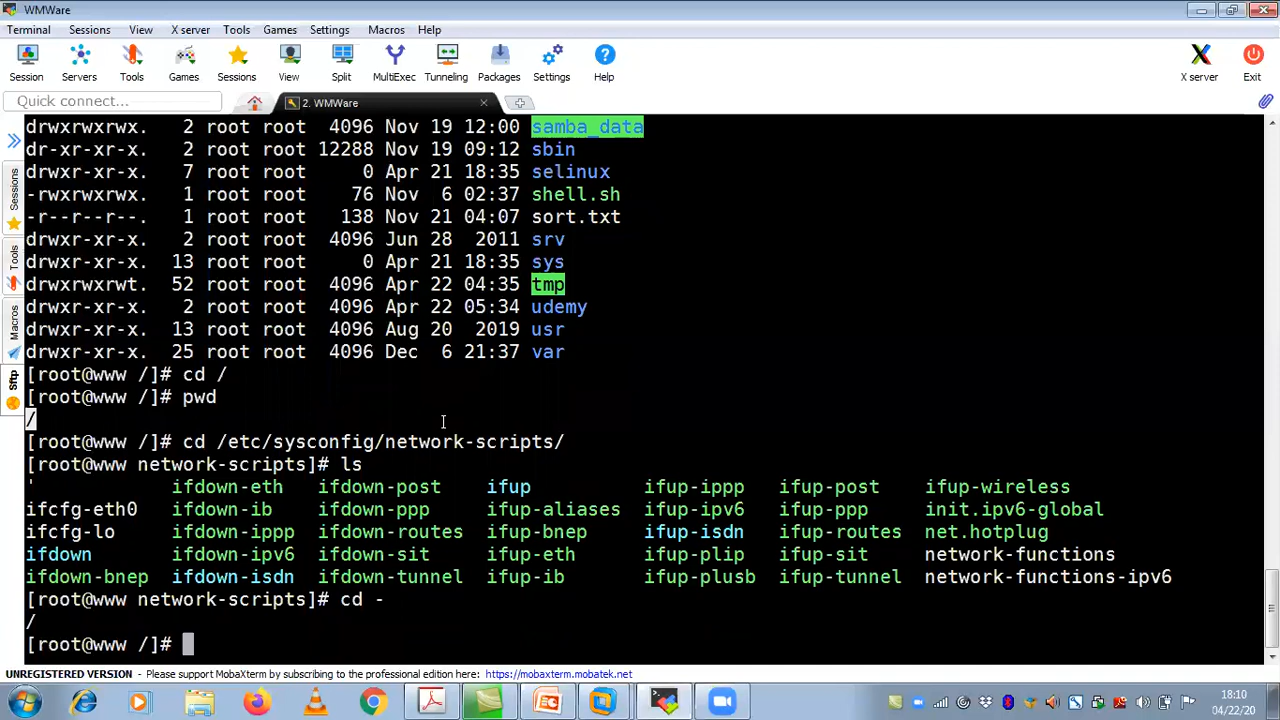 WMWare
Terminal Sessions View X server Tools Games Settings Macros Help
Session Servers Tools Games Sessions View Split MultiExec Tunneling Packages Settings Help X server Exit
Quick connect... 2. WMWare
drwxrwxrwx. 2 root root 4096 Nov 19 12:00 samba_data
dr-xr-xr-x. 2 root root 12288 Nov 19 09:12 sbin
drwxr-xr-x. 7 root root 0 Apr 21 18:35 selinux
-rwxrwxrwx. 1 root root 76 Nov 6 02:37 shell.sh
-r--r--r--. 1 root root 138 Nov 21 04:07 sort.txt
drwxr-xr-x. 2 root root 4096 Jun 28 2011 srv
drwxr-xr-x. 13 root root 0 Apr 21 18:35 sys
drwxrwxrwt. 52 root root 4096 Apr 22 04:35 tmp
drwxr-xr-x. 2 root root 4096 Apr 22 05:34 udemy
drwxr-xr-x. 13 root root 4096 Aug 20 2019 usr
drwxr-xr-x. 25 root root 4096 Dec 6 21:37 var
[root@www /]# cd /
[root@www /]# pwd
/
[root@www /]# cd /etc/sysconfig/network-scripts/
[root@www network-scripts]# ls
' ifdown-eth ifdown-post ifup ifup-ippp ifup-post ifup-wireless
ifcfg-eth0 ifdown-ib ifdown-ppp ifup-aliases ifup-ipv6 ifup-ppp init.ipv6-global
ifcfg-lo ifdown-ippp ifdown-routes ifup-bnep ifup-isdn ifup-routes net.hotplug
ifdown ifdown-ipv6 ifdown-sit ifup-eth ifup-plip ifup-sit network-functions
ifdown-bnep ifdown-isdn ifdown-tunnel ifup-ib ifup-plusb ifup-tunnel network-functions-ipv6
[root@www network-scripts]# cd -
/
[root@www /]#
Sessions
Tools
Macros
Sftp
UNREGISTERED VERSION - Please support MobaXterm by subscribing to the professional edition here: https://mobaxterm.mobatek.net
18:10
04/22/20